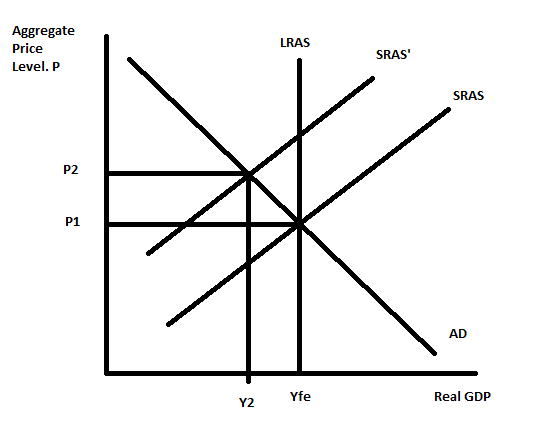 Aggregate
Price
Level. P
LRAS
SRAS'
SRAS
P2
P1
AD
Y2
Yfe
Real GDP